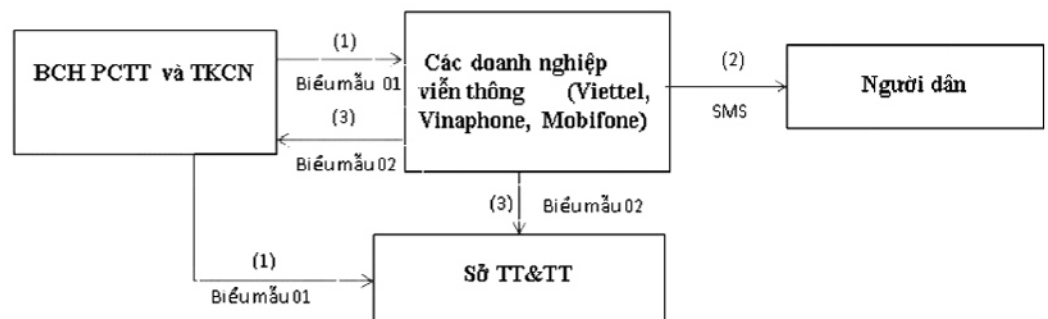 BCH PCTT và TKCN
(1)
Biểu mẫu 01
(3)
Biểu mẫu 02
Các doanh nghiệp
viễn thông (Viettel,
Vinaphone, Mobifone)
(2)
SMS
Người dân
(3) Biểu mẫu 02
(1)
Biểu mẫu 01
Sở TT&TT